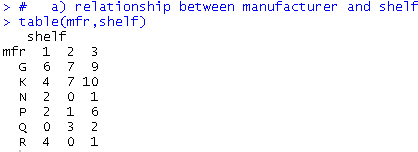 > #   a) relationship between manufacturer and shelf
> table(mfr,shelf)
   shelf
mfr  1  2  3
  G  6  7  9
  K  4  7 10
  N  2  0  1
  P  2  1  6
  Q  0  3  2
  R  4  0  1